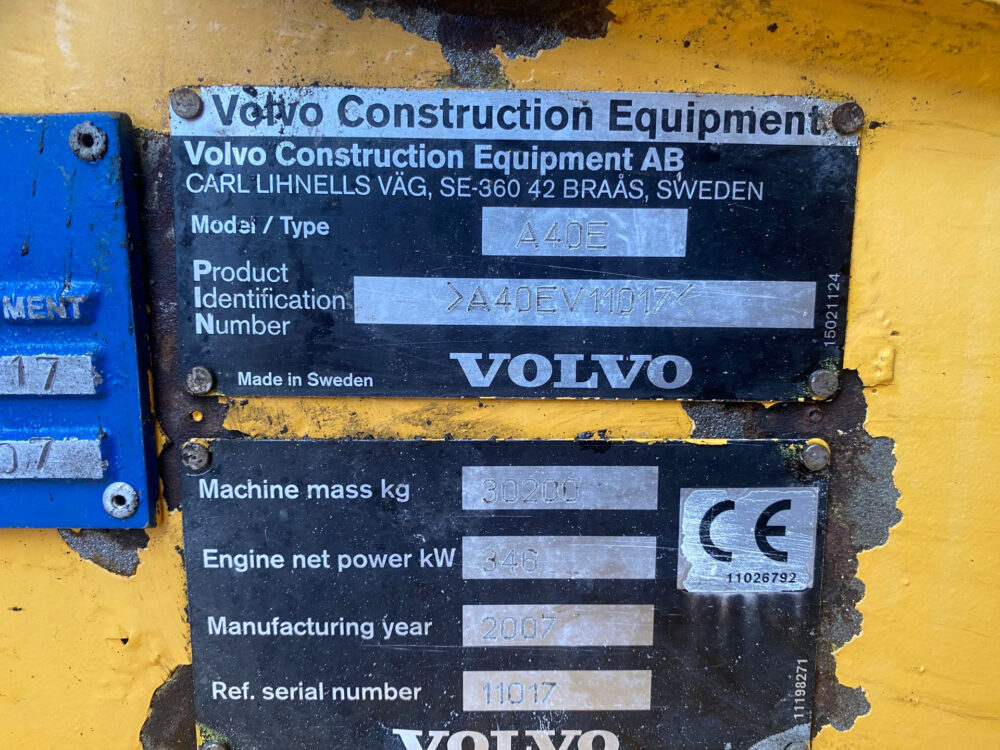 Volvo Construction Equipment
Volvo Construction Equipment AB
CARL LIHNELLS VÄG, SE-360 42 BRAÅS, SWEDEN
Model / Type A40E
Product
Identification >A40EV11017<
Number
15021124
Made in Sweden VOLVO
MENT
17
07
Machine mass kg 30200
CE
11026792
Engine net power kW 346
Manufacturing year 2007
Ref. serial number 11017
11198271
VOLVO